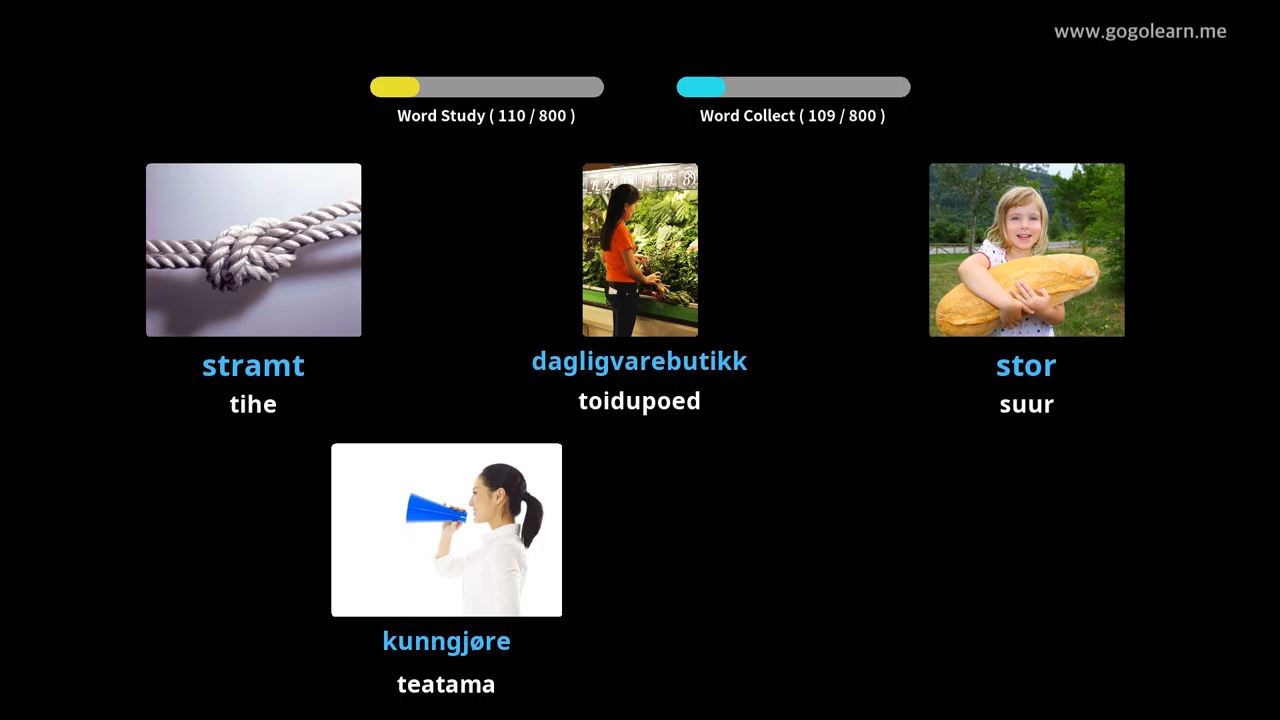 www.gogolearn.me
Word Study ( 110 / 800 )
Word Collect ( 109 / 800 )
stramt
tihe
dagligvarebutikk
toidupoed
stor
suur
kunngjøre
teatama